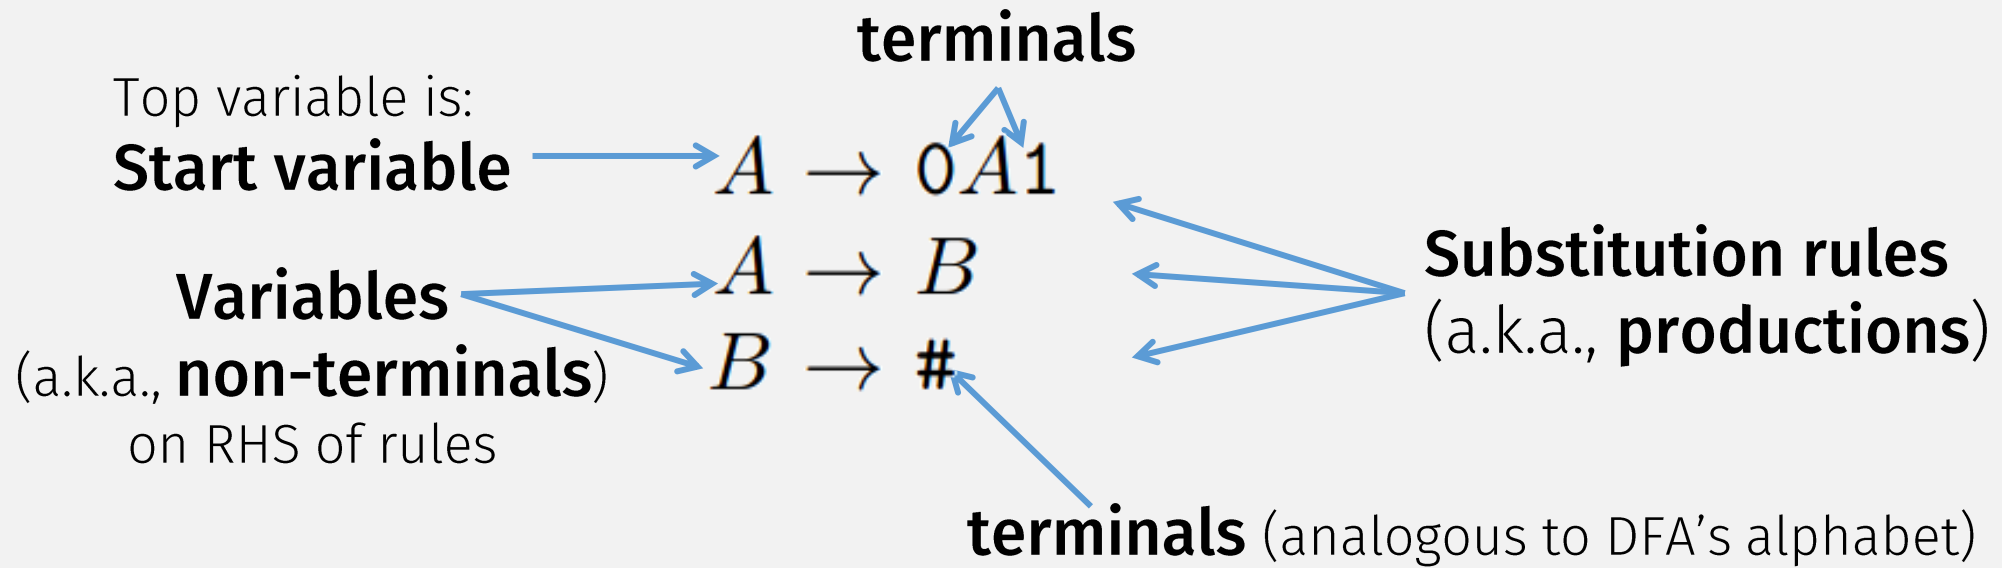 terminals
Top variable is:
Start variable
A → 0A1
A → B
B → #
Variables
(a.k.a., non-terminals)
on RHS of rules
Substitution rules
(a.k.a., productions)
terminals (analogous to DFA’s alphabet)